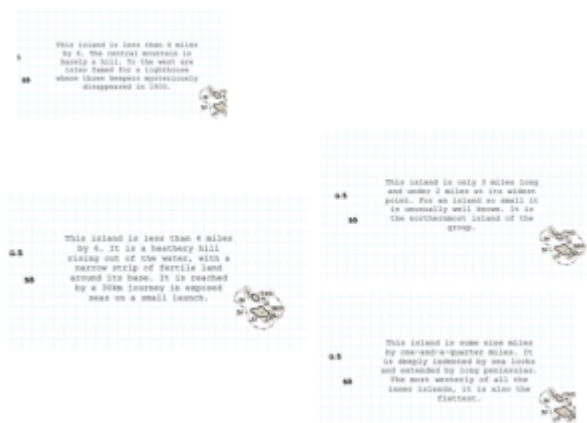 This island is less than 6 miles
by 4. The central mountain is
barely a hill. To the west are
isles famed for a lighthouse
where three keepers mysteriously
disappeared in 1900.
This island is only 3 miles long
and under 2 miles at its widest
point. For an island so small it
is unusually well known. It is
the northernmost island of the
group.
G.5
This island is less than 4 miles
by 6. It is a heathery hill
rising out of the water, with a
narrow strip of fertile land
around its base. It is reached
by a 30km journey in exposed
seas on a small launch.
G.5
This island is some nine miles
by one-and-a-quarter miles. It
is deeply indented by sea lochs
and extended by long peninsulas.
The most westerly of all the
inner islands, it is also the
flattest.
G.5